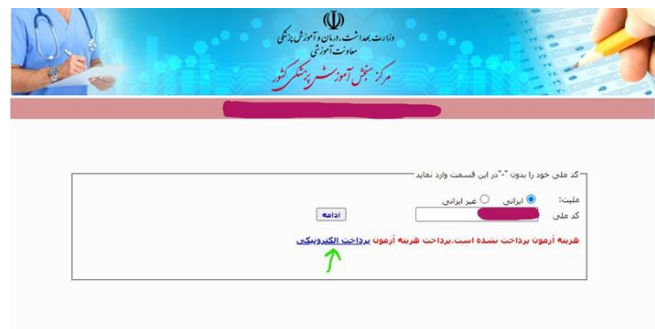 وزارت بهداشت، درمان و آموزش پزشکی
معاونت آموزشی
مرکز سنجش آموزش پزشکی کشور
کد ملی خود را بدون "-" در این قسمت وارد نماید
ملیت: ایرانی غیر ایرانی
کد ملی ادامه
هزینه آزمون پرداخت نشده است.پرداخت هزینه آزمون پرداخت الکترونیکی